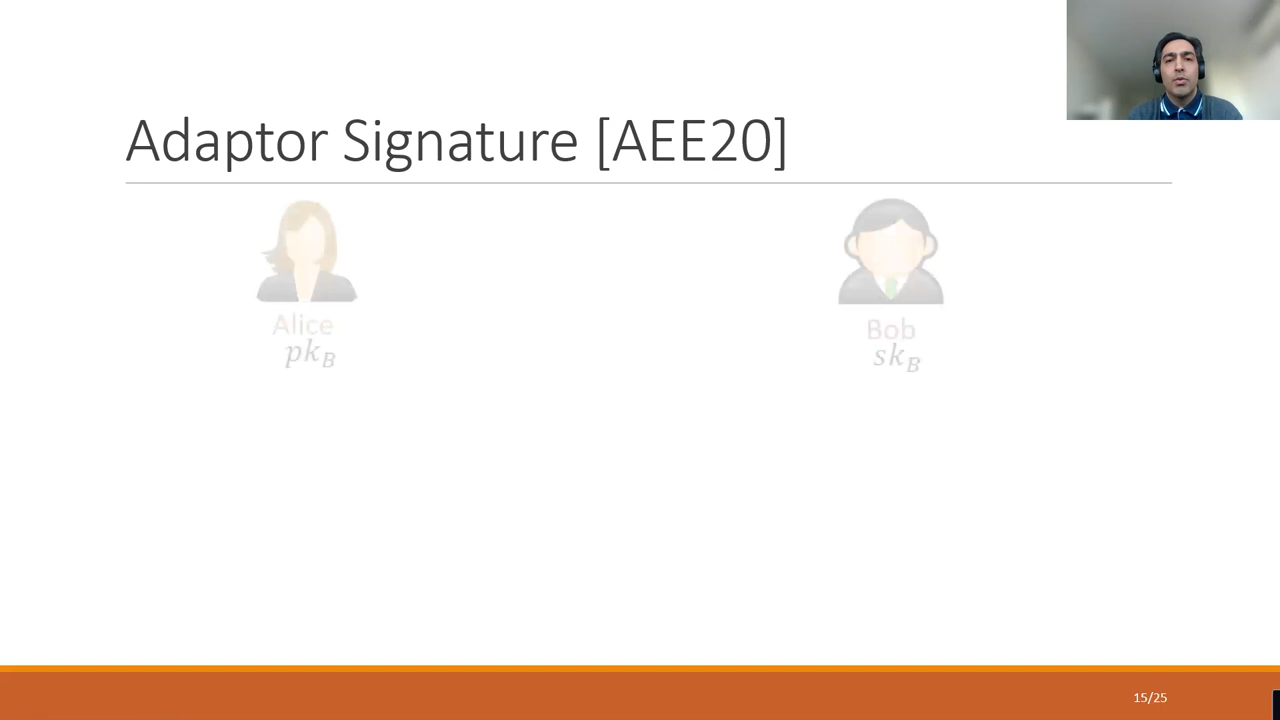 Adaptor Signature [AEE20]
Alice
pk_B
Bob
sk_B
15/25